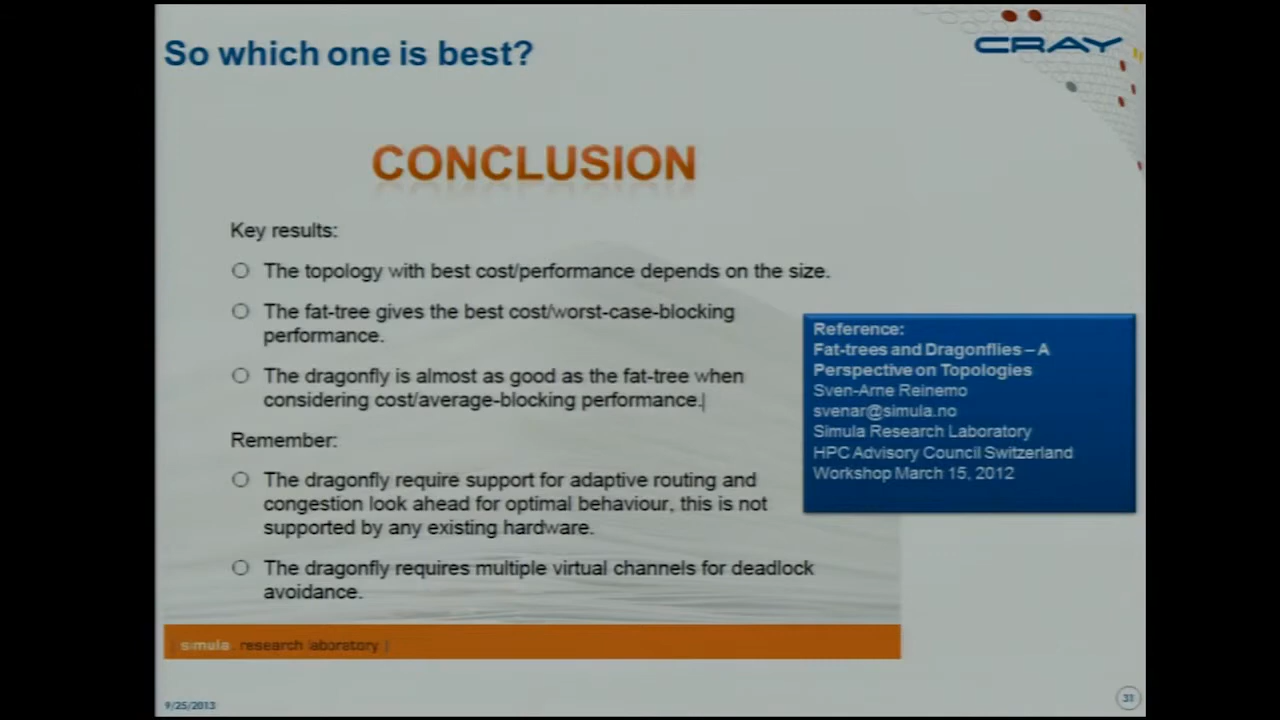 So which one is best?
CRAY
CONCLUSION
Key results:
The topology with best cost/performance depends on the size.
The fat-tree gives the best cost/worst-case-blocking
performance.
The dragonfly is almost as good as the fat-tree when
considering cost/average-blocking performance.
Remember:
The dragonfly require support for adaptive routing and
congestion look ahead for optimal behaviour, this is not
supported by any existing hardware.
The dragonfly requires multiple virtual channels for deadlock
avoidance.
Reference:
Fat-trees and Dragonflies – A
Perspective on Topologies
Sven-Arne Reinemo
svenar@simula.no
Simula Research Laboratory
HPC Advisory Council Switzerland
Workshop March 15, 2012
| simula . research laboratory |
9/25/2013
31